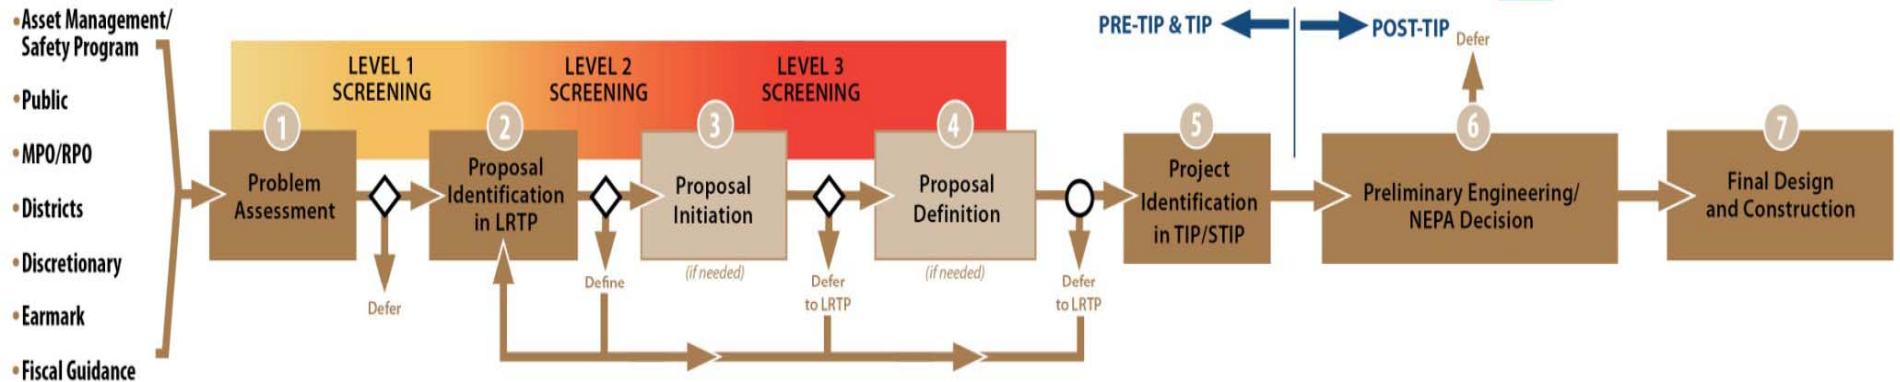 •Asset Management/
Safety Program
•Public
•MPO/RPO
•Districts
•Discretionary
•Earmark
•Fiscal Guidance
LEVEL 1
SCREENING
LEVEL 2
SCREENING
LEVEL 3
SCREENING
PRE-TIP & TIP
POST-TIP
1
Problem
Assessment
Defer
2
Proposal
Identification
in LRTP
Define
3
Proposal
Initiation
(if needed)
Defer
to LRTP
4
Proposal
Definition
(if needed)
Defer
to LRTP
5
Project
Identification
in TIP/STIP
Defer
6
Preliminary Engineering/
NEPA Decision
7
Final Design
and Construction